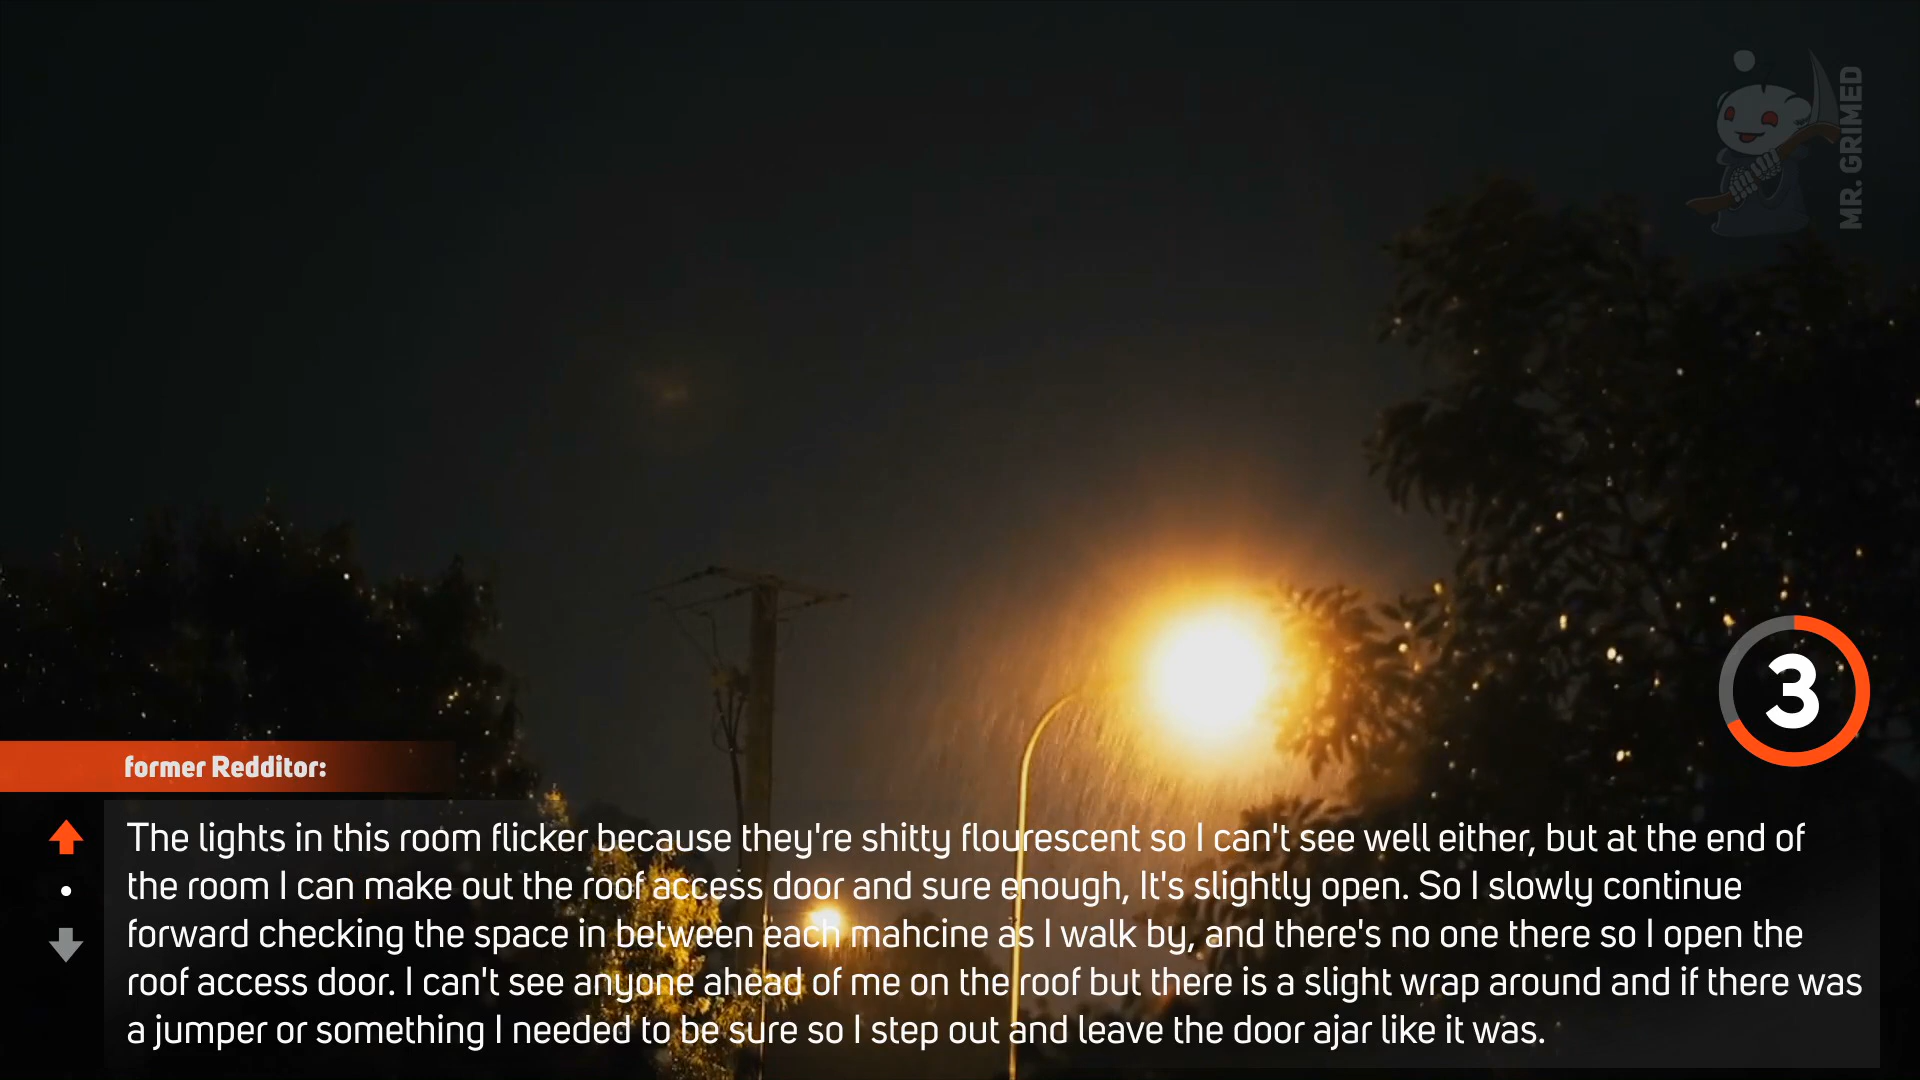 MR. GRIMED
3
former Redditor:
The lights in this room flicker because they're shitty flourescent so I can't see well either, but at the end of
the room I can make out the roof access door and sure enough, It's slightly open. So I slowly continue
forward checking the space in between each mahcine as I walk by, and there's no one there so I open the
roof access door. I can't see anyone ahead of me on the roof but there is a slight wrap around and if there was
a jumper or something I needed to be sure so I step out and leave the door ajar like it was.